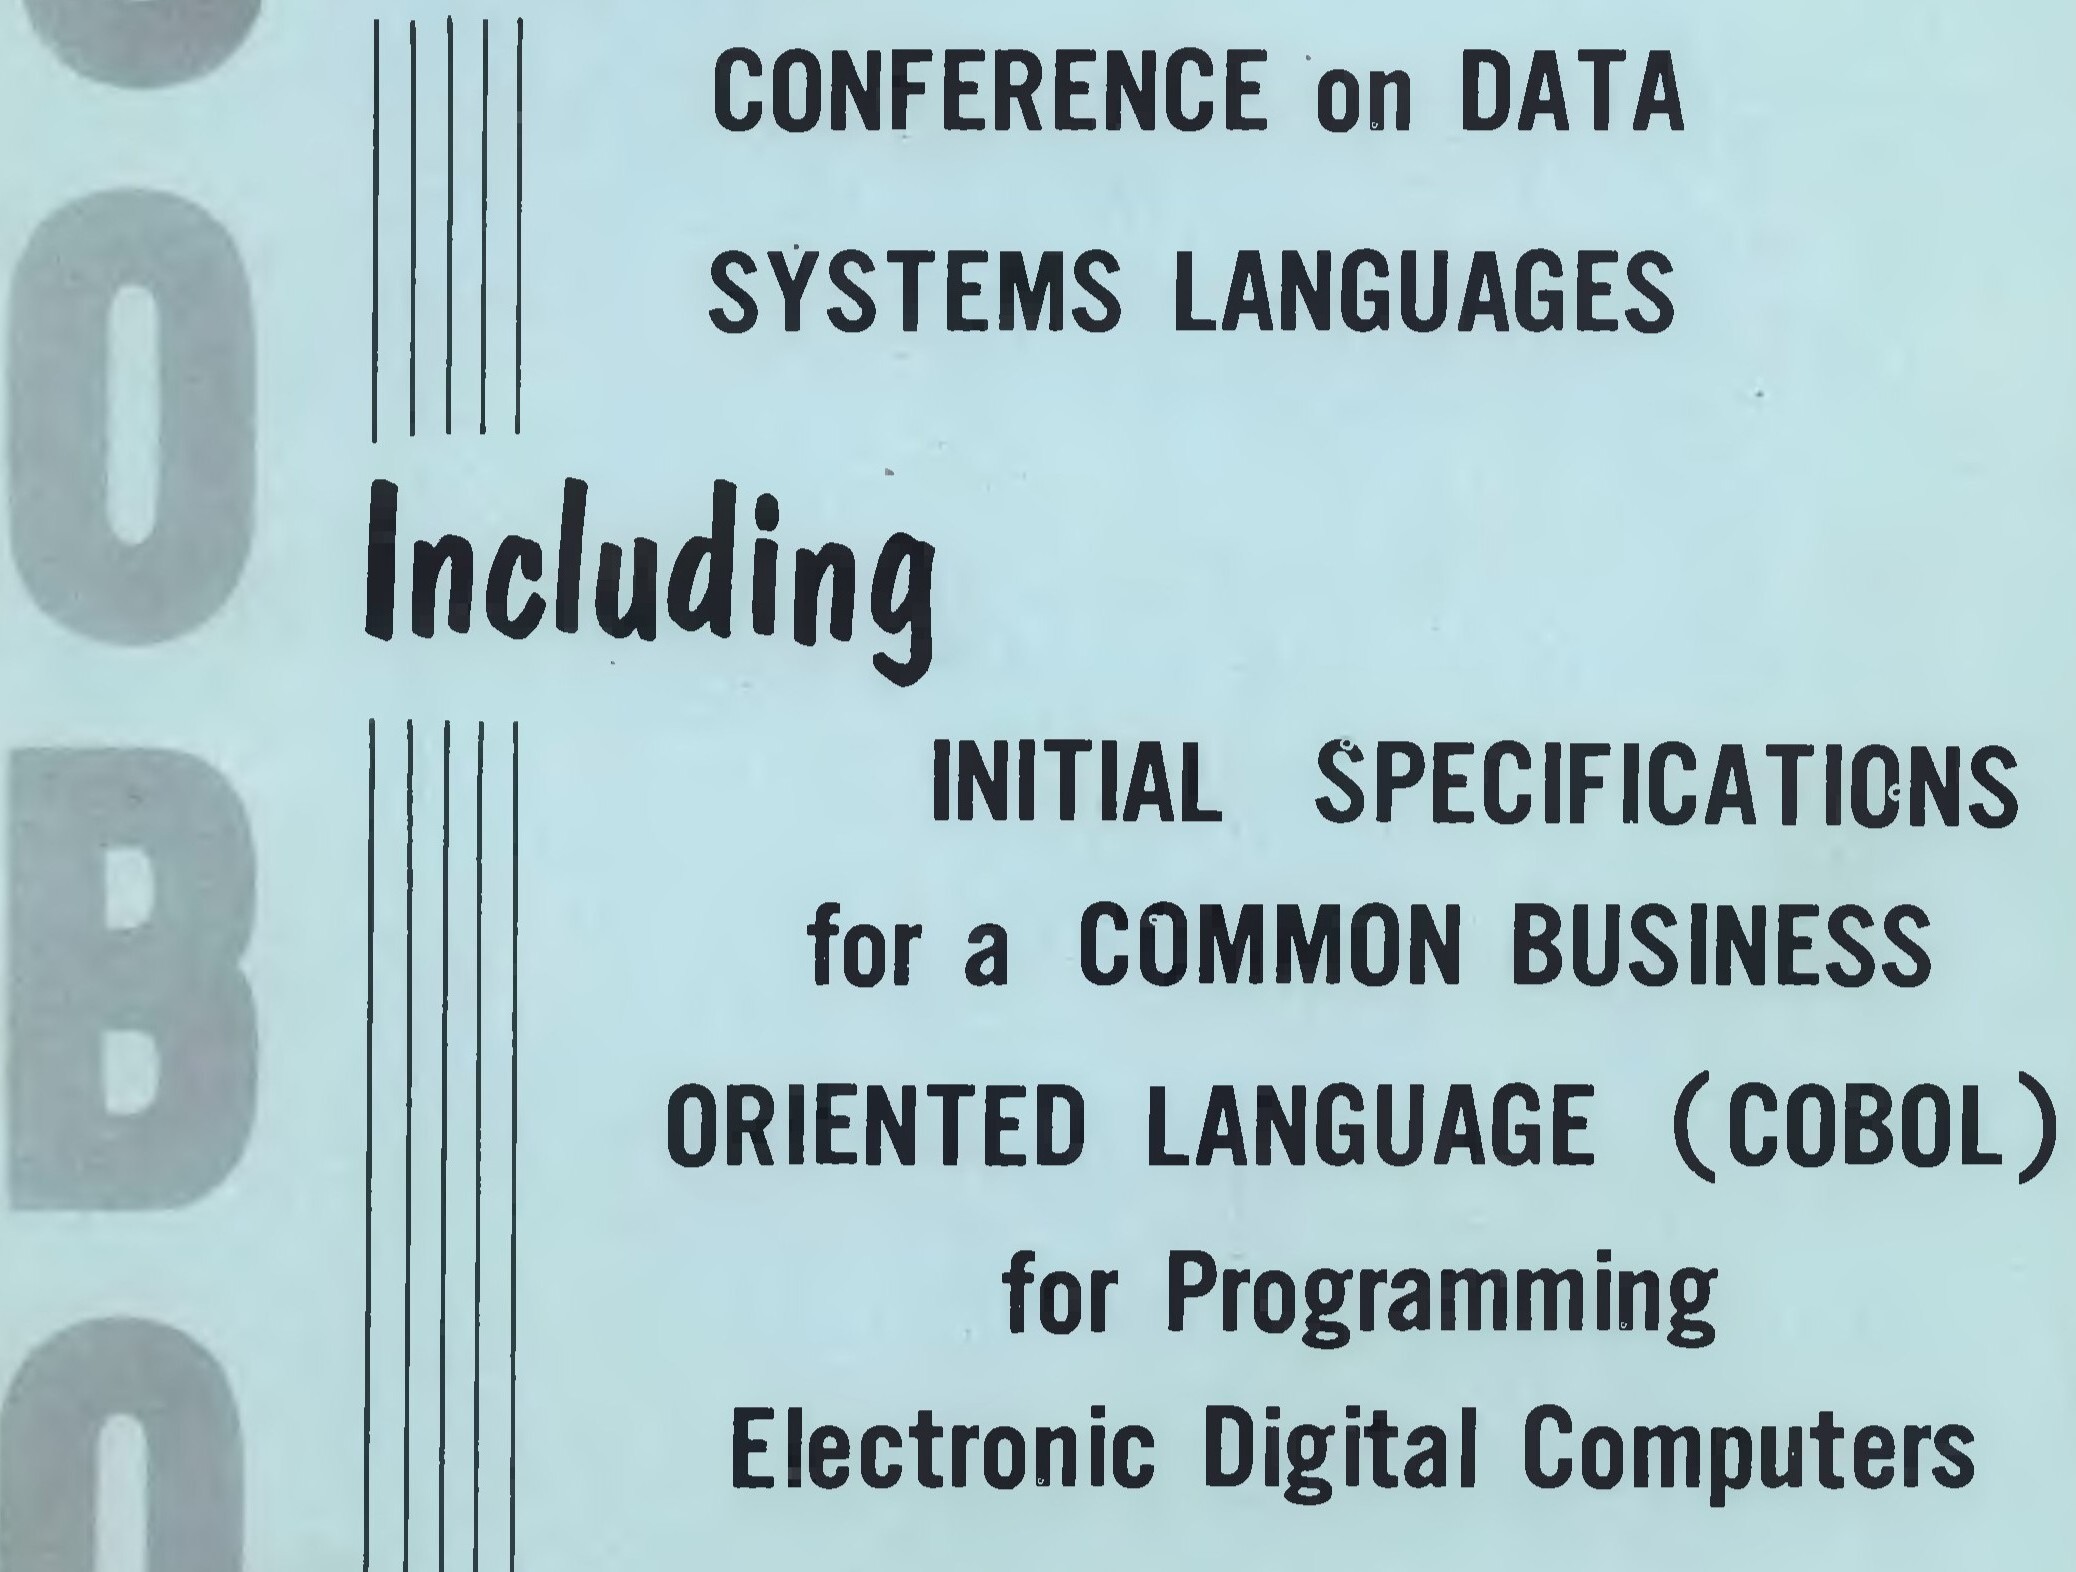 CONFERENCE on DATA
SYSTEMS LANGUAGES
Including
INITIAL SPECIFICATIONS
for a COMMON BUSINESS
ORIENTED LANGUAGE (COBOL)
for Programming
Electronic Digital Computers
O
B
O